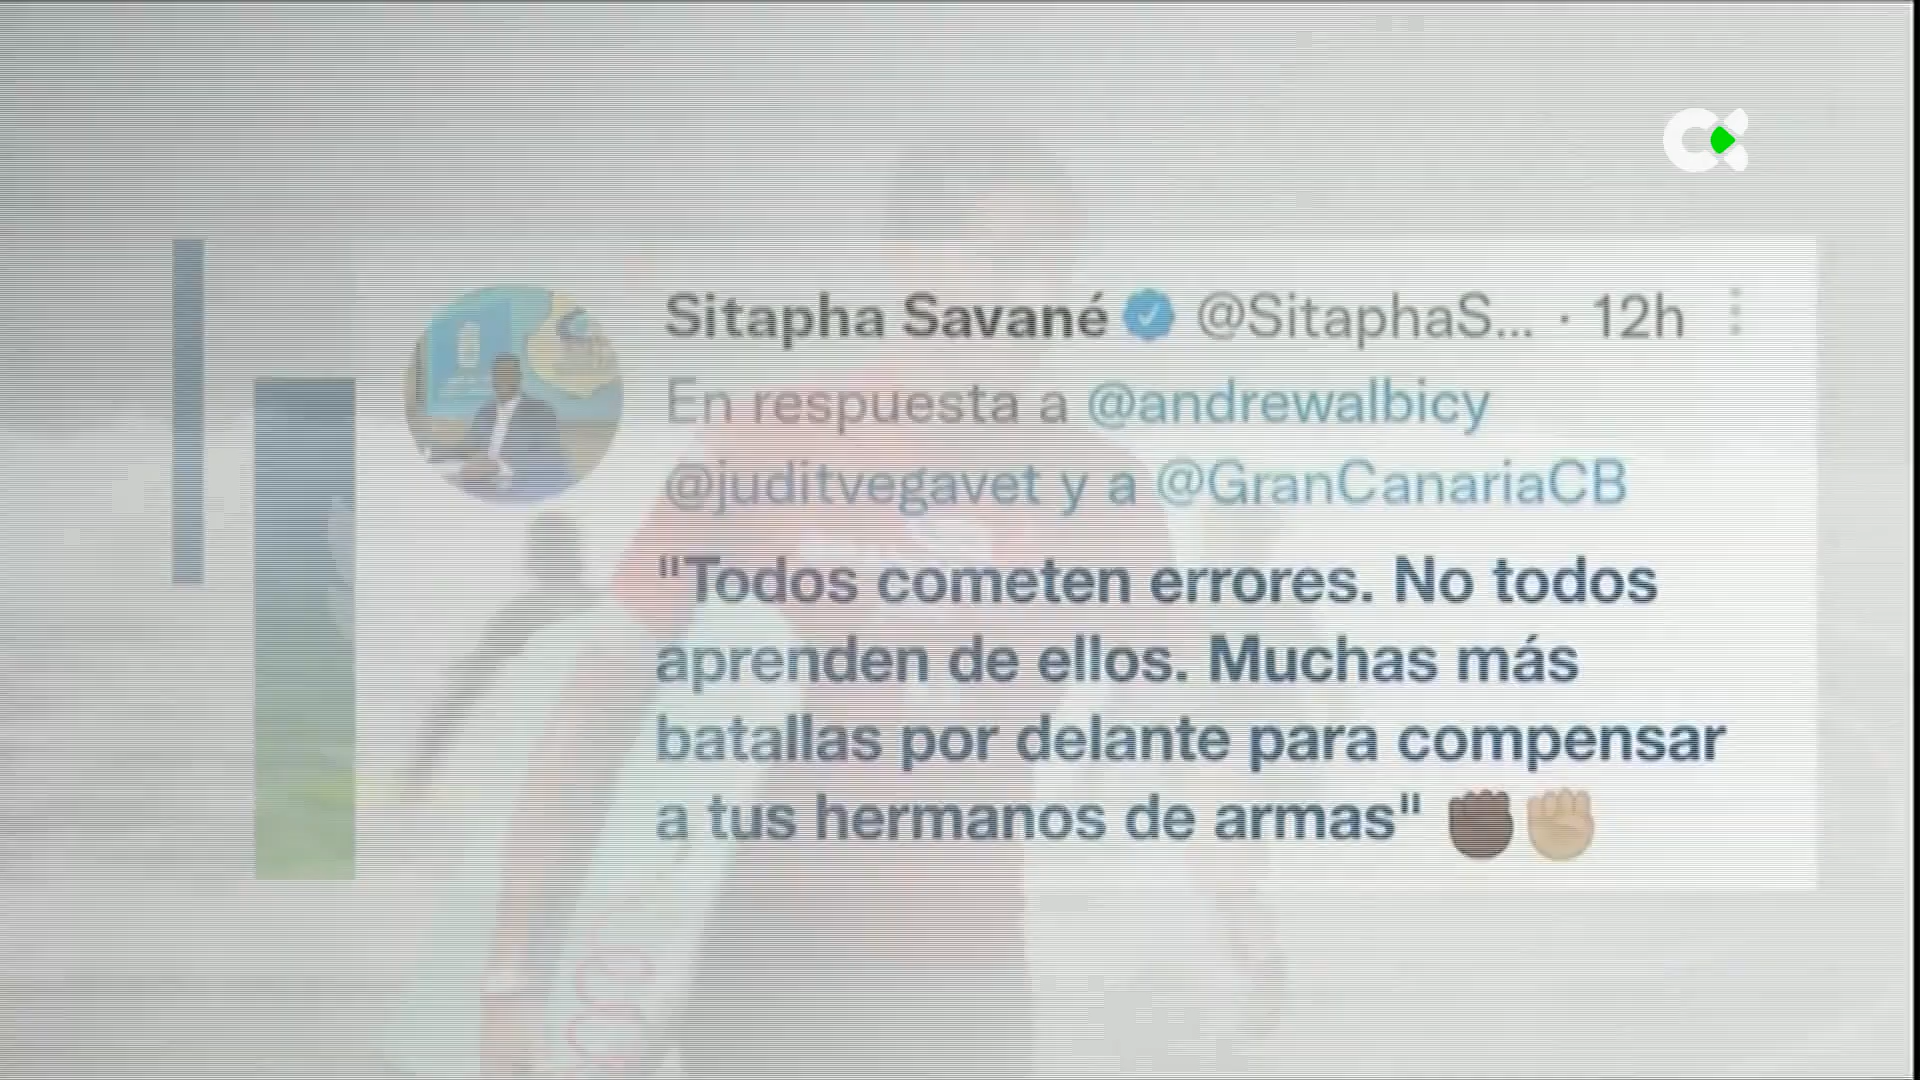 Sitapha Savané @SitaphaS... · 12h
En respuesta a @andrewalbicy
@juditvegavet y a @GranCanariaCB
"Todos cometen errores. No todos
aprenden de ellos. Muchas más
batallas por delante para compensar
a tus hermanos de armas" ✊🏿✊🏼